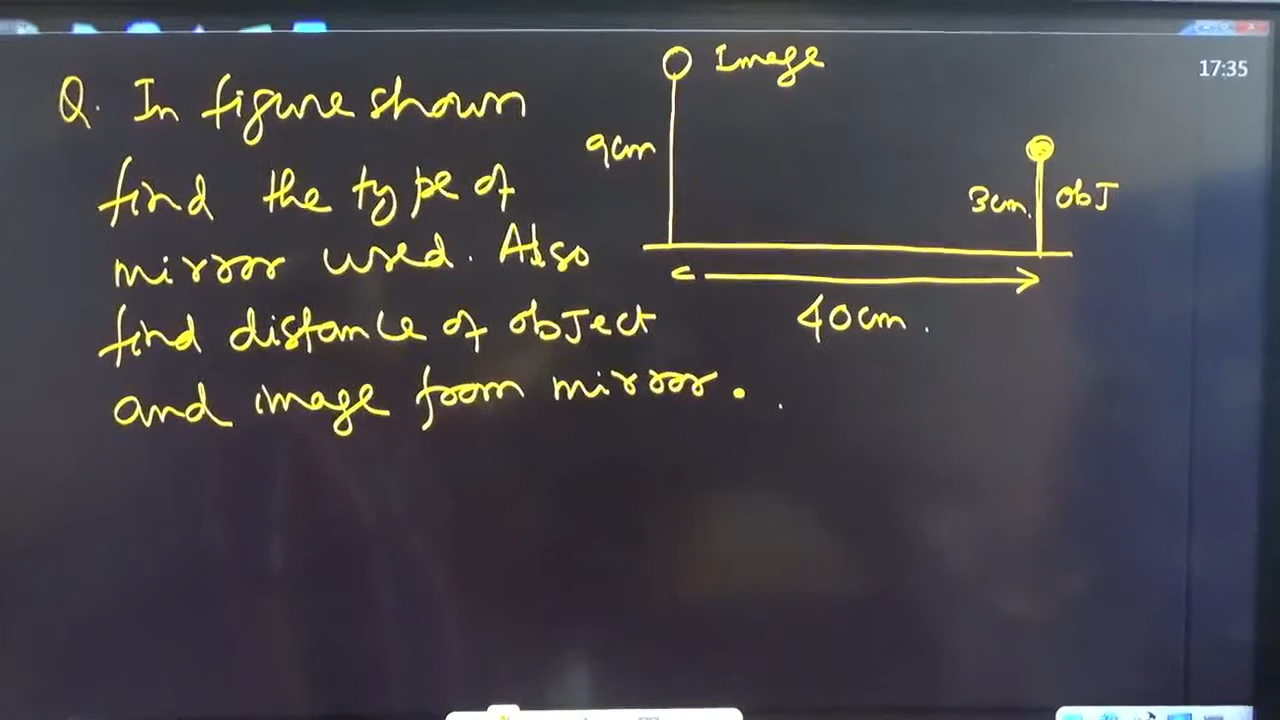 Q. In figure shown
find the type of
mirror used. Also
find distance of object
and image from mirror.
Image
9cm
3cm
obJ
40cm.
17:35